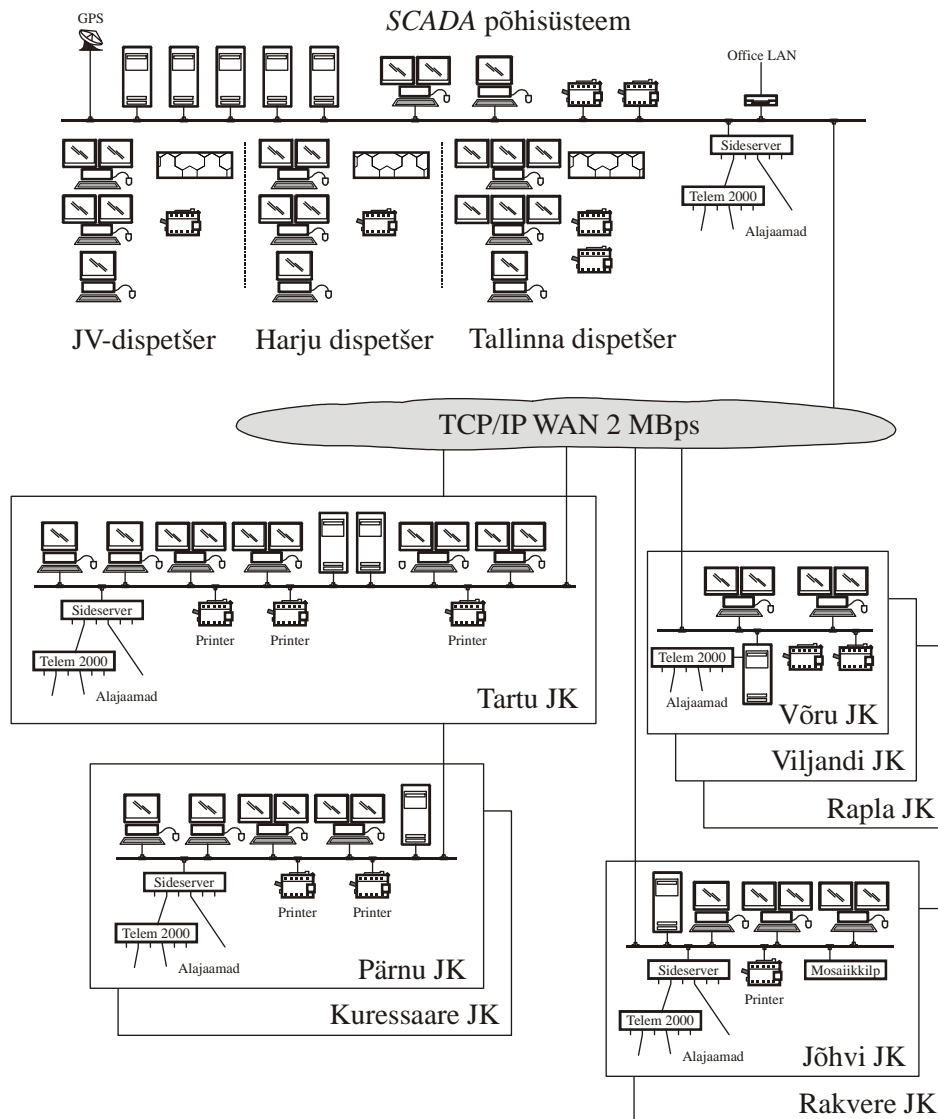 GPS
SCADA põhisüsteem
Office LAN
Sideserver
Telem 2000
Alajaamad
JV-dispetšer
Harju dispetšer
Tallinna dispetšer
TCP/IP WAN 2 MBps
Sideserver
Printer
Printer
Printer
Telem 2000
Alajaamad
Tartu JK
Telem 2000
Alajaamad
Võru JK
Viljandi JK
Rapla JK
Sideserver
Printer
Printer
Telem 2000
Alajaamad
Pärnu JK
Kuressaare JK
Sideserver
Mosaiikkilp
Printer
Telem 2000
Alajaamad
Jõhvi JK
Rakvere JK